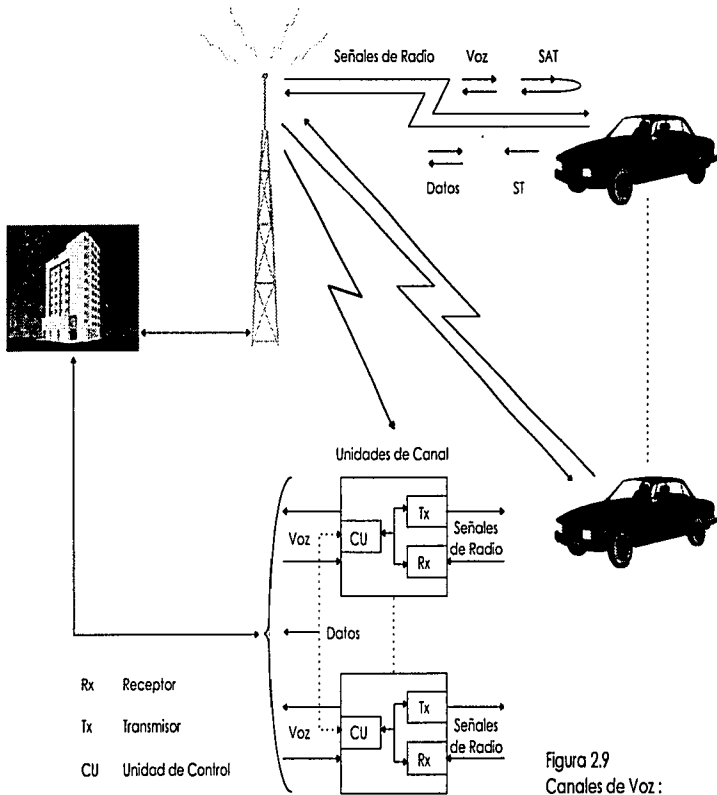 Señales de Radio Voz SAT
Datos ST
Unidades de Canal
Tx
Voz CU Señales
de Radio
Rx
Datos
Rx Receptor
Tx
Tx Transmisor Voz CU Señales
de Radio
Rx
CU Unidad de Control
Figura 2.9
Canales de Voz :